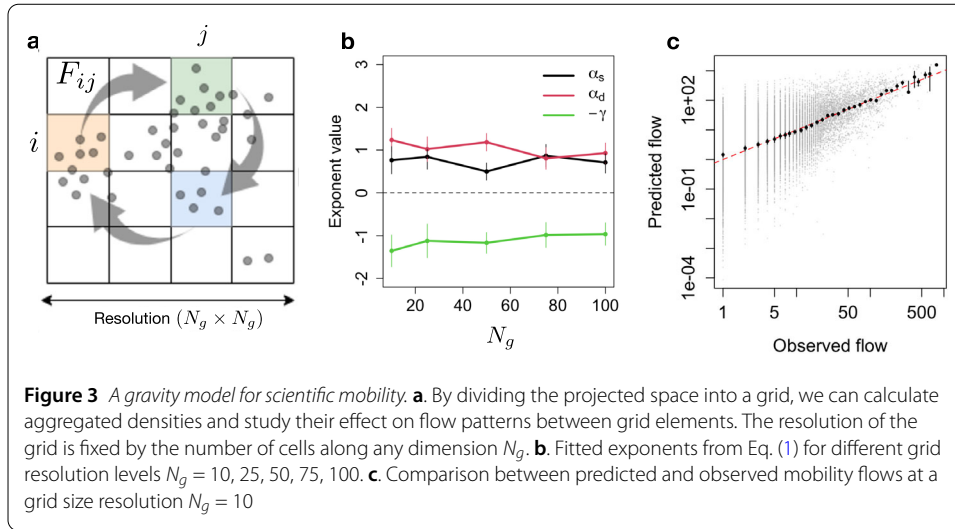 a
j
F_{ij}
i
Resolution (N_g × N_g)
b
3
2
1
0
-1
-2
Exponent value
α_s
α_d
-γ
20 40 60 80 100
N_g
c
1e+02
1e-01
1e-04
Predicted flow
1 5 50 500
Observed flow
Figure 3 A gravity model for scientific mobility. a. By dividing the projected space into a grid, we can calculate
aggregated densities and study their effect on flow patterns between grid elements. The resolution of the
grid is fixed by the number of cells along any dimension N_g. b. Fitted exponents from Eq. (1) for different grid
resolution levels N_g = 10, 25, 50, 75, 100. c. Comparison between predicted and observed mobility flows at a
grid size resolution N_g = 10